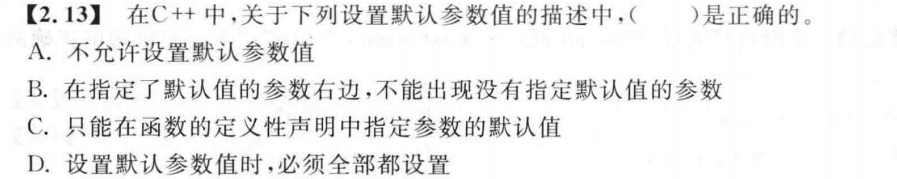 【2.13】 在C++中,关于下列设置默认参数值的描述中,(  )是正确的。
A. 不允许设置默认参数值
B. 在指定了默认值的参数右边,不能出现没有指定默认值的参数
C. 只能在函数的定义性声明中指定参数的默认值
D. 设置默认参数值时,必须全部都设置